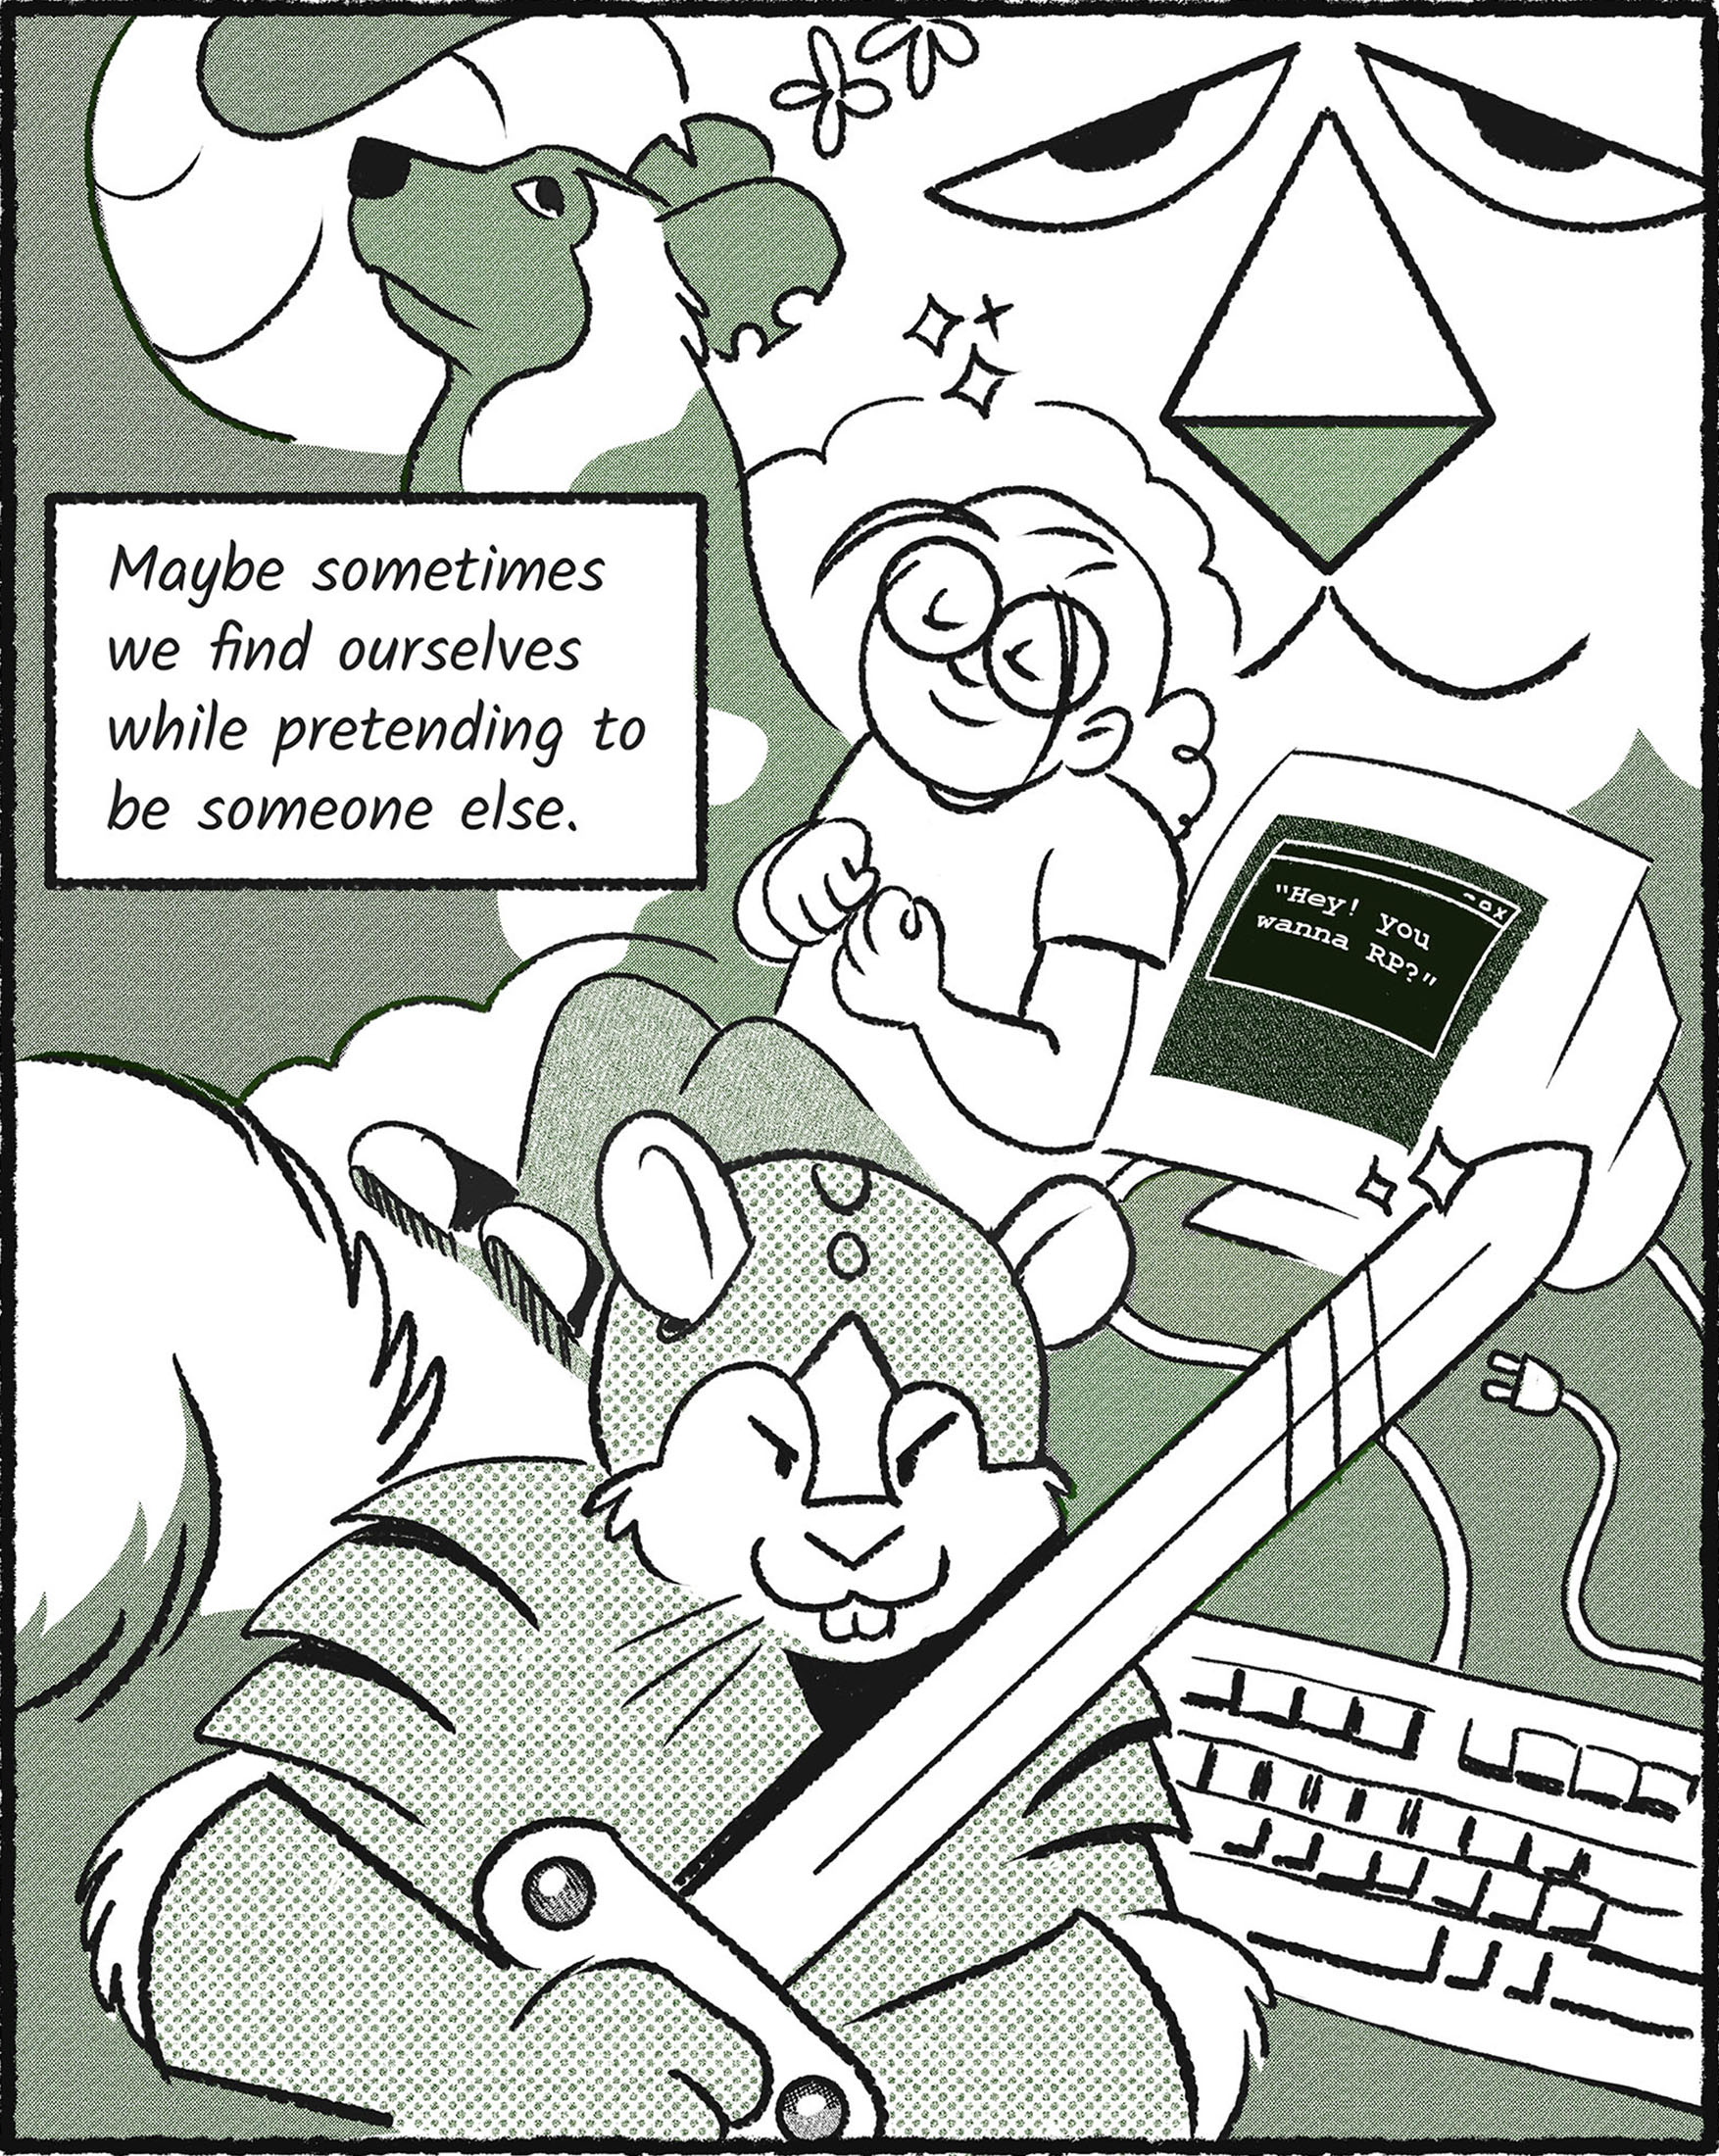 Maybe sometimes
we find ourselves
while pretending to
be someone else.
"Hey! you
wanna RP?"